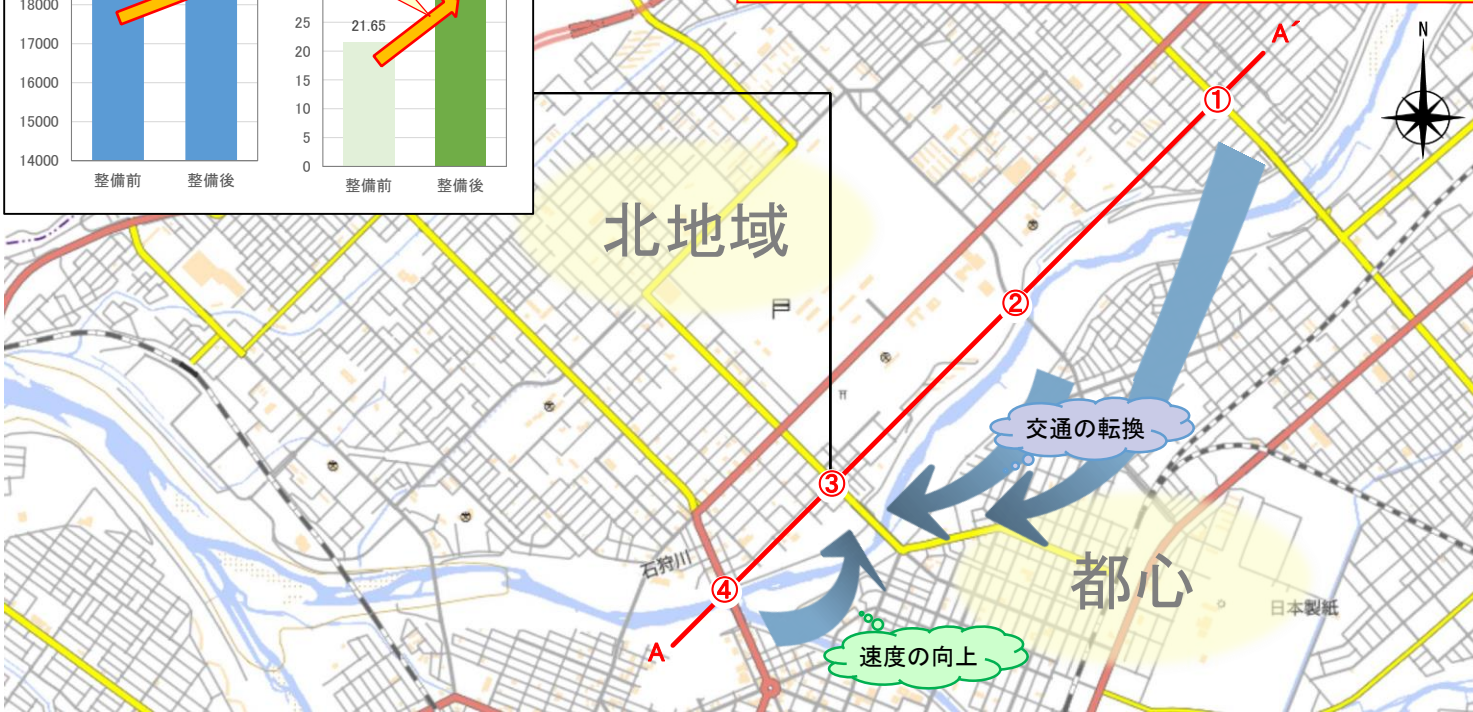 18000
17000
16000
15000
14000
整備前
整備後
25
20
15
10
5
0
21.65
整備前
整備後
A´
N
①
北地域
②
戸
交通の転換
③
石狩川
都心
④
日本製紙
A
速度の向上